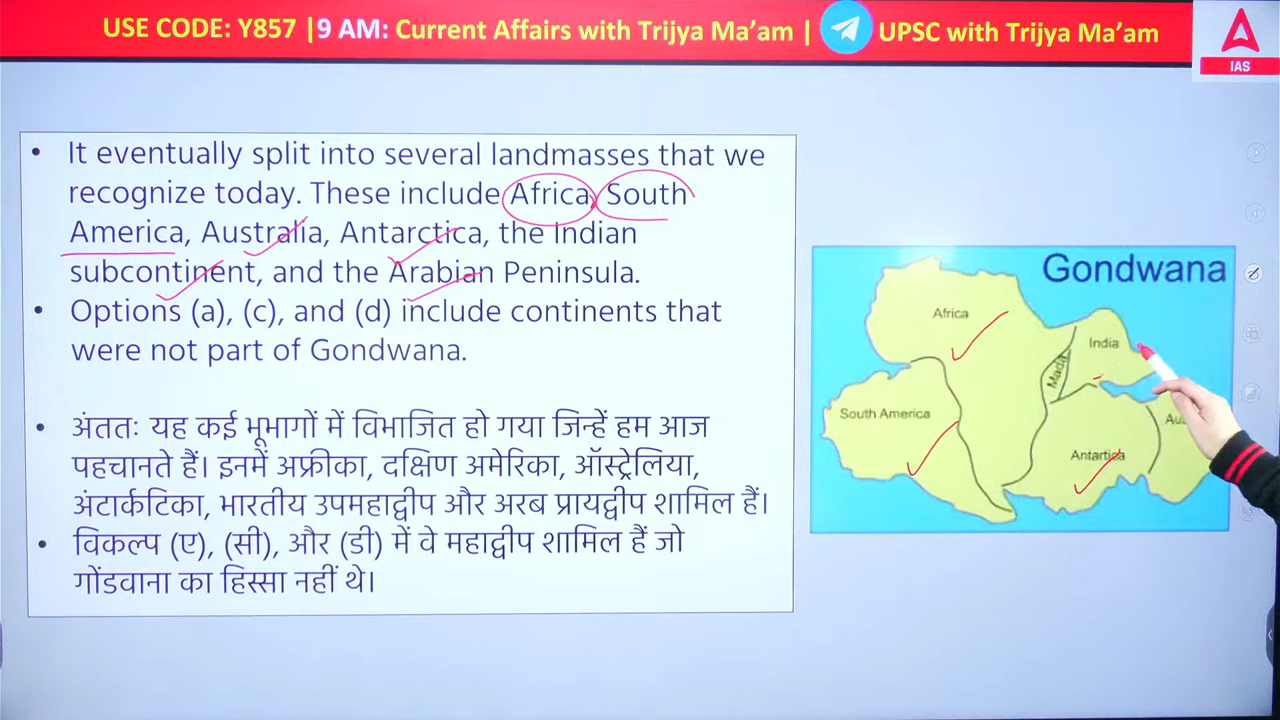 USE CODE: Y857 |9 AM: Current Affairs with Trijya Ma’am | UPSC with Trijya Ma’am
IAS
• It eventually split into several landmasses that we
recognize today. These include Africa, South
America, Australia, Antarctica, the Indian
subcontinent, and the Arabian Peninsula.
• Options (a), (c), and (d) include continents that
were not part of Gondwana.
• अंततः यह कई भूभागों में विभाजित हो गया जिन्हें हम आज
पहचानते हैं। इनमें अफ्रीका, दक्षिण अमेरिका, ऑस्ट्रेलिया,
अंटार्कटिका, भारतीय उपमहाद्वीप और अरब प्रायद्वीप शामिल हैं।
• विकल्प (ए), (सी), और (डी) में वे महाद्वीप शामिल हैं जो
गोंडवाना का हिस्सा नहीं थे।
Gondwana
Africa
India
Mada
South America
Au
Antartica